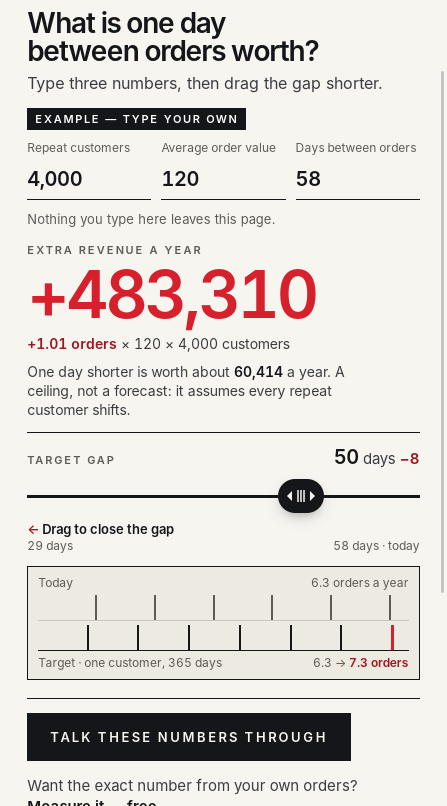 What is one day
between orders worth?
Type three numbers, then drag the gap shorter.
EXAMPLE — TYPE YOUR OWN
Repeat customers Average order value Days between orders
4,000 120 58
Nothing you type here leaves this page.
EXTRA REVENUE A YEAR
+483,310
+1.01 orders × 120 × 4,000 customers
One day shorter is worth about 60,414 a year. A
ceiling, not a forecast: it assumes every repeat
customer shifts.
TARGET GAP 50 days −8
← Drag to close the gap
29 days 58 days · today
Today 6.3 orders a year
Target · one customer, 365 days 6.3 → 7.3 orders
TALK THESE NUMBERS THROUGH
Want the exact number from your own orders?
Measure it — free